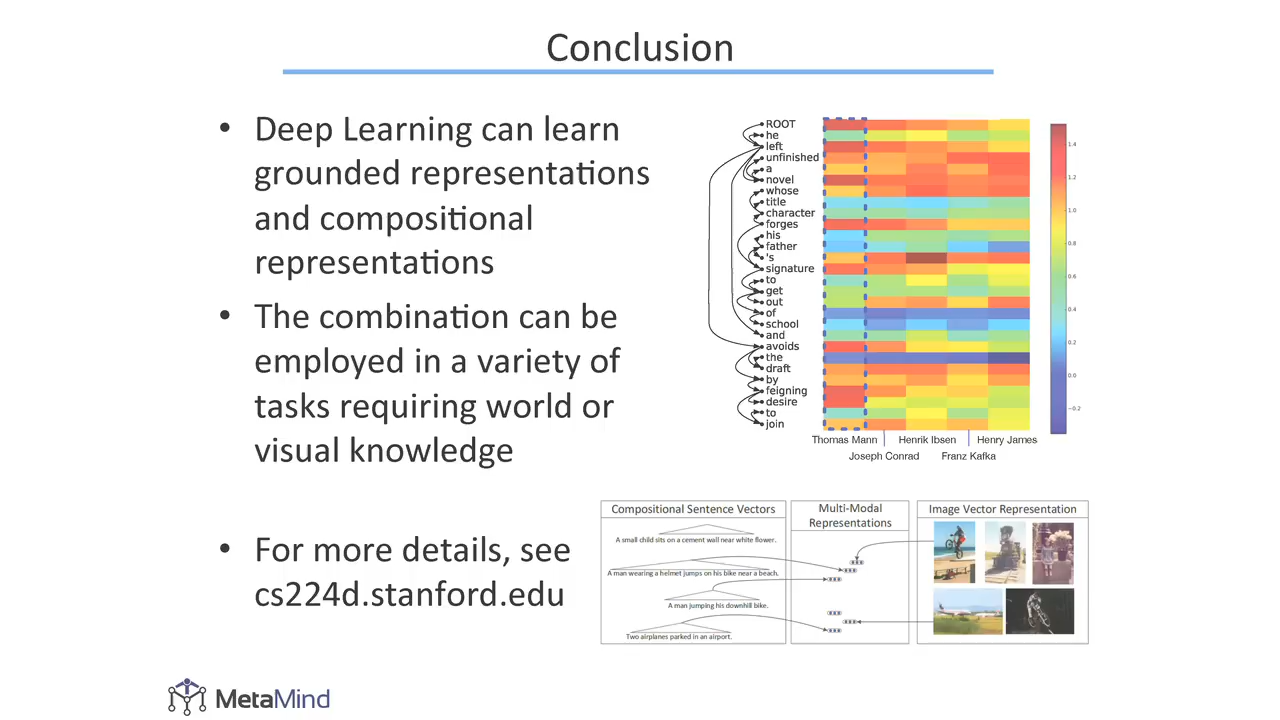 Conclusion
• Deep Learning can learn
grounded representations
and compositional
representations
• The combination can be
employed in a variety of
tasks requiring world or
visual knowledge
• For more details, see
cs224d.stanford.edu
ROOT
he
left
unfinished
a
novel
whose
title
character
forges
his
father
's
signature
to
get
out
of
school
and
avoids
the
draft
by
feigning
desire
to
join
1.4
1.2
1.0
0.8
0.6
0.4
0.2
0.0
−0.2
Thomas Mann
Henrik Ibsen
Henry James
Joseph Conrad
Franz Kafka
Compositional Sentence Vectors
A small child sits on a cement wall near white flower.
A man wearing a helmet jumps on his bike near a beach.
A man jumping his downhill bike.
Two airplanes parked in an airport.
Multi-Modal
Representations
Image Vector Representation
MetaMind